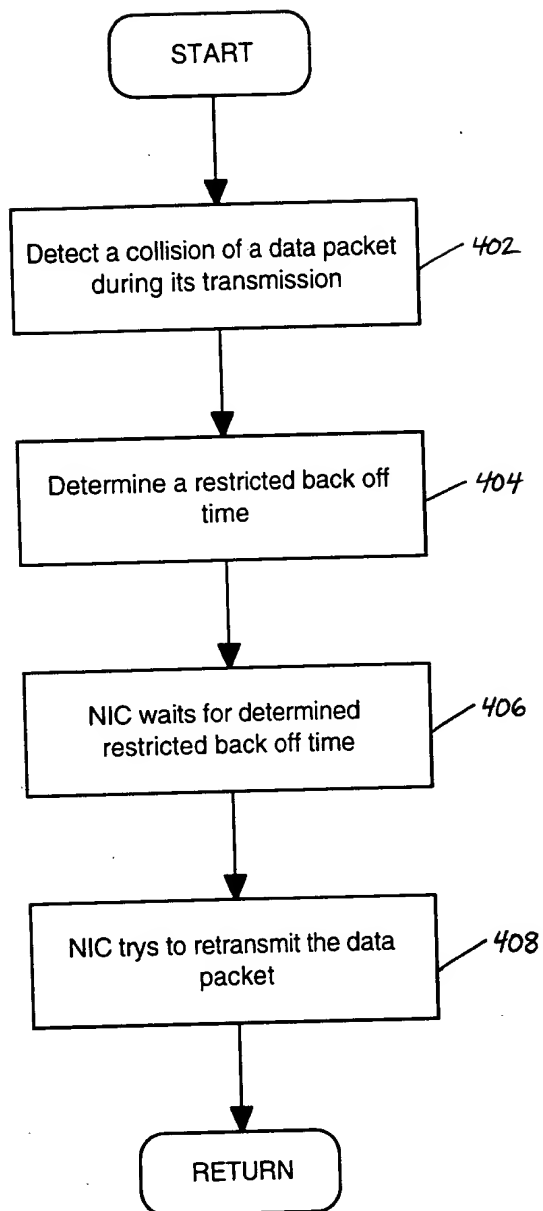 START
Detect a collision of a data packet
during its transmission
402
Determine a restricted back off
time
404
NIC waits for determined
restricted back off time
406
NIC trys to retransmit the data
packet
408
RETURN